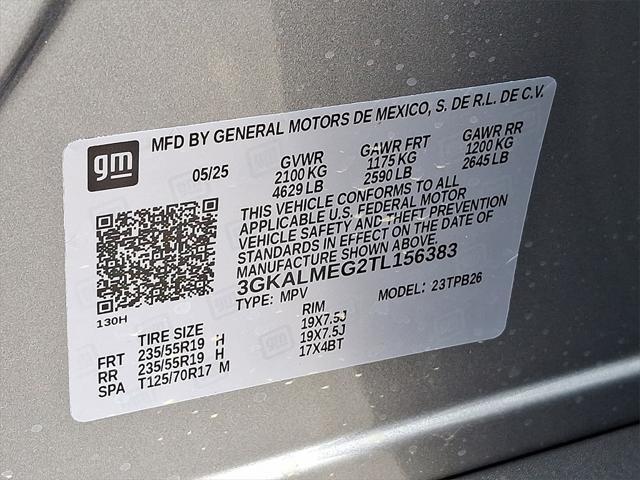 gm
MFD BY GENERAL MOTORS DE MEXICO, S. DE R.L. DE C.V.
05/25
GVWR GAWR FRT GAWR RR
2100 KG 1175 KG 1200 KG
4629 LB 2590 LB 2645 LB
THIS VEHICLE CONFORMS TO ALL
APPLICABLE U.S. FEDERAL MOTOR
VEHICLE SAFETY AND THEFT PREVENTION
STANDARDS IN EFFECT ON THE DATE OF
MANUFACTURE SHOWN ABOVE.
3GKALMEG2TL156383
TYPE: MPV MODEL: 23TPB26
130H
TIRE SIZE RIM
FRT 235/55R19 H 19X7.5J
RR 235/55R19 H 19X7.5J
SPA T125/70R17 M 17X4BT